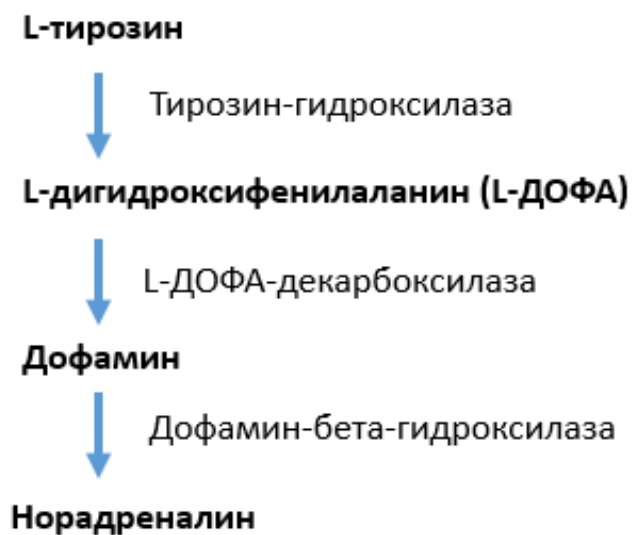 L-тирозин
Тирозин-гидроксилаза
L-дигидроксифенилаланин (L-ДОФА)
L-ДОФА-декарбоксилаза
Дофамин
Дофамин-бета-гидроксилаза
Норадреналин